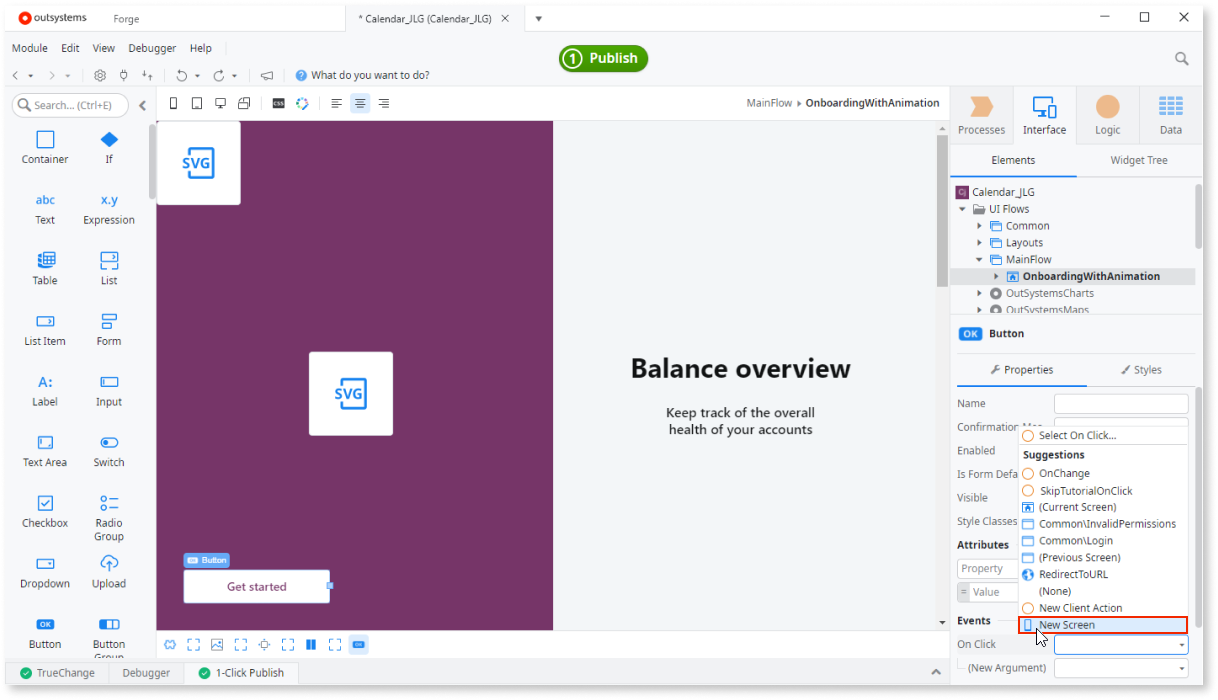 outsystems
Forge
* Calendar_JLG (Calendar_JLG)
Module Edit View Debugger Help
1 Publish
What do you want to do?
Search... (Ctrl+E)
css
MainFlow OnboardingWithAnimation
Processes Interface Logic Data
Container If
abc x.y
Text Expression
Table List
List Item Form
A:
Label Input
Text Area Switch
Checkbox Radio
Group
Dropdown Upload
OK
Button Button
Group
SVG
SVG
OK Button
Get started
Balance overview
Keep track of the overall
health of your accounts
OK
Elements Widget Tree
Calendar_JLG
UI Flows
Common
Layouts
MainFlow
OnboardingWithAnimation
OutSystemsCharts
OutSystemsMaps
OK Button
Properties Styles
Name
Confirmation Mes
Enabled
Is Form Defa
Visible
Style Classes
Attributes
Property
= Value
Events
On Click
(New Argument)
Select On Click...
Suggestions
OnChange
SkipTutorialOnClick
(Current Screen)
Common\InvalidPermissions
Common\Login
(Previous Screen)
RedirectToURL
(None)
New Client Action
New Screen
TrueChange Debugger 1-Click Publish